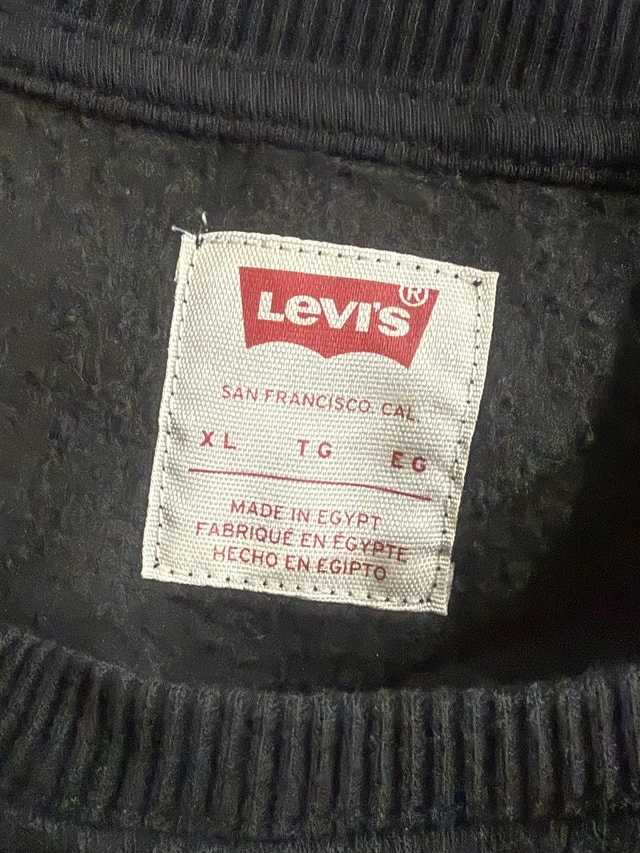 Levi's®
SAN FRANCISCO, CAL.
XL TG EG
MADE IN EGYPT
FABRIQUÉ EN ÉGYPTE
HECHO EN EGIPTO